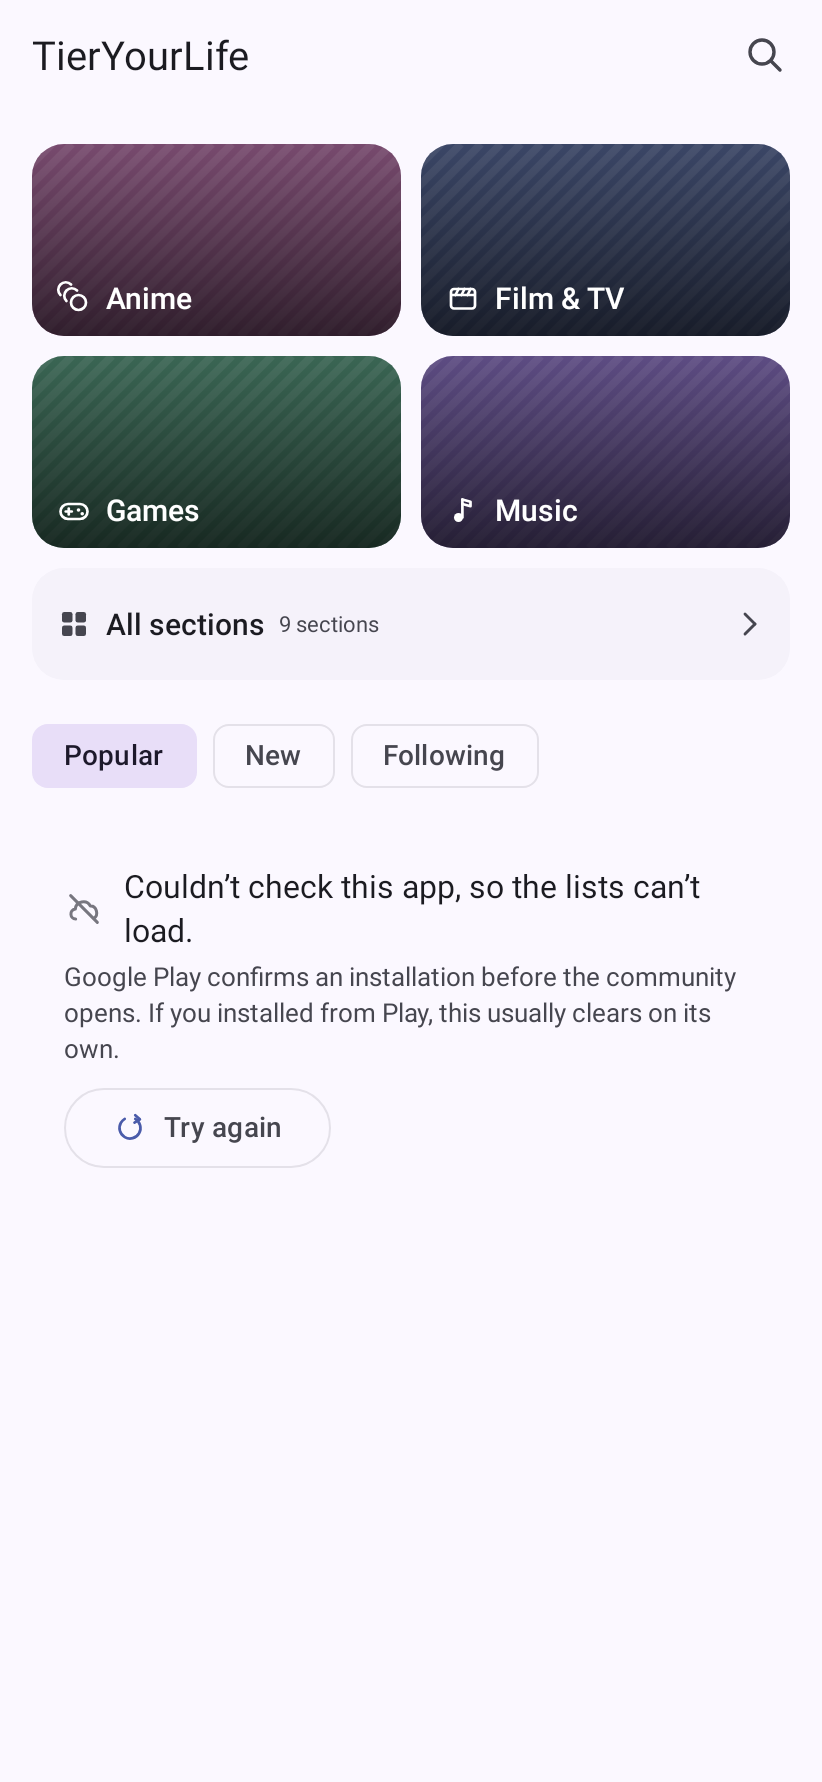 TierYourLife
Anime
Film & TV
Games
Music
All sections 9 sections
Popular
New
Following
Couldn’t check this app, so the lists can’t
load.
Google Play confirms an installation before the community
opens. If you installed from Play, this usually clears on its
own.
Try again